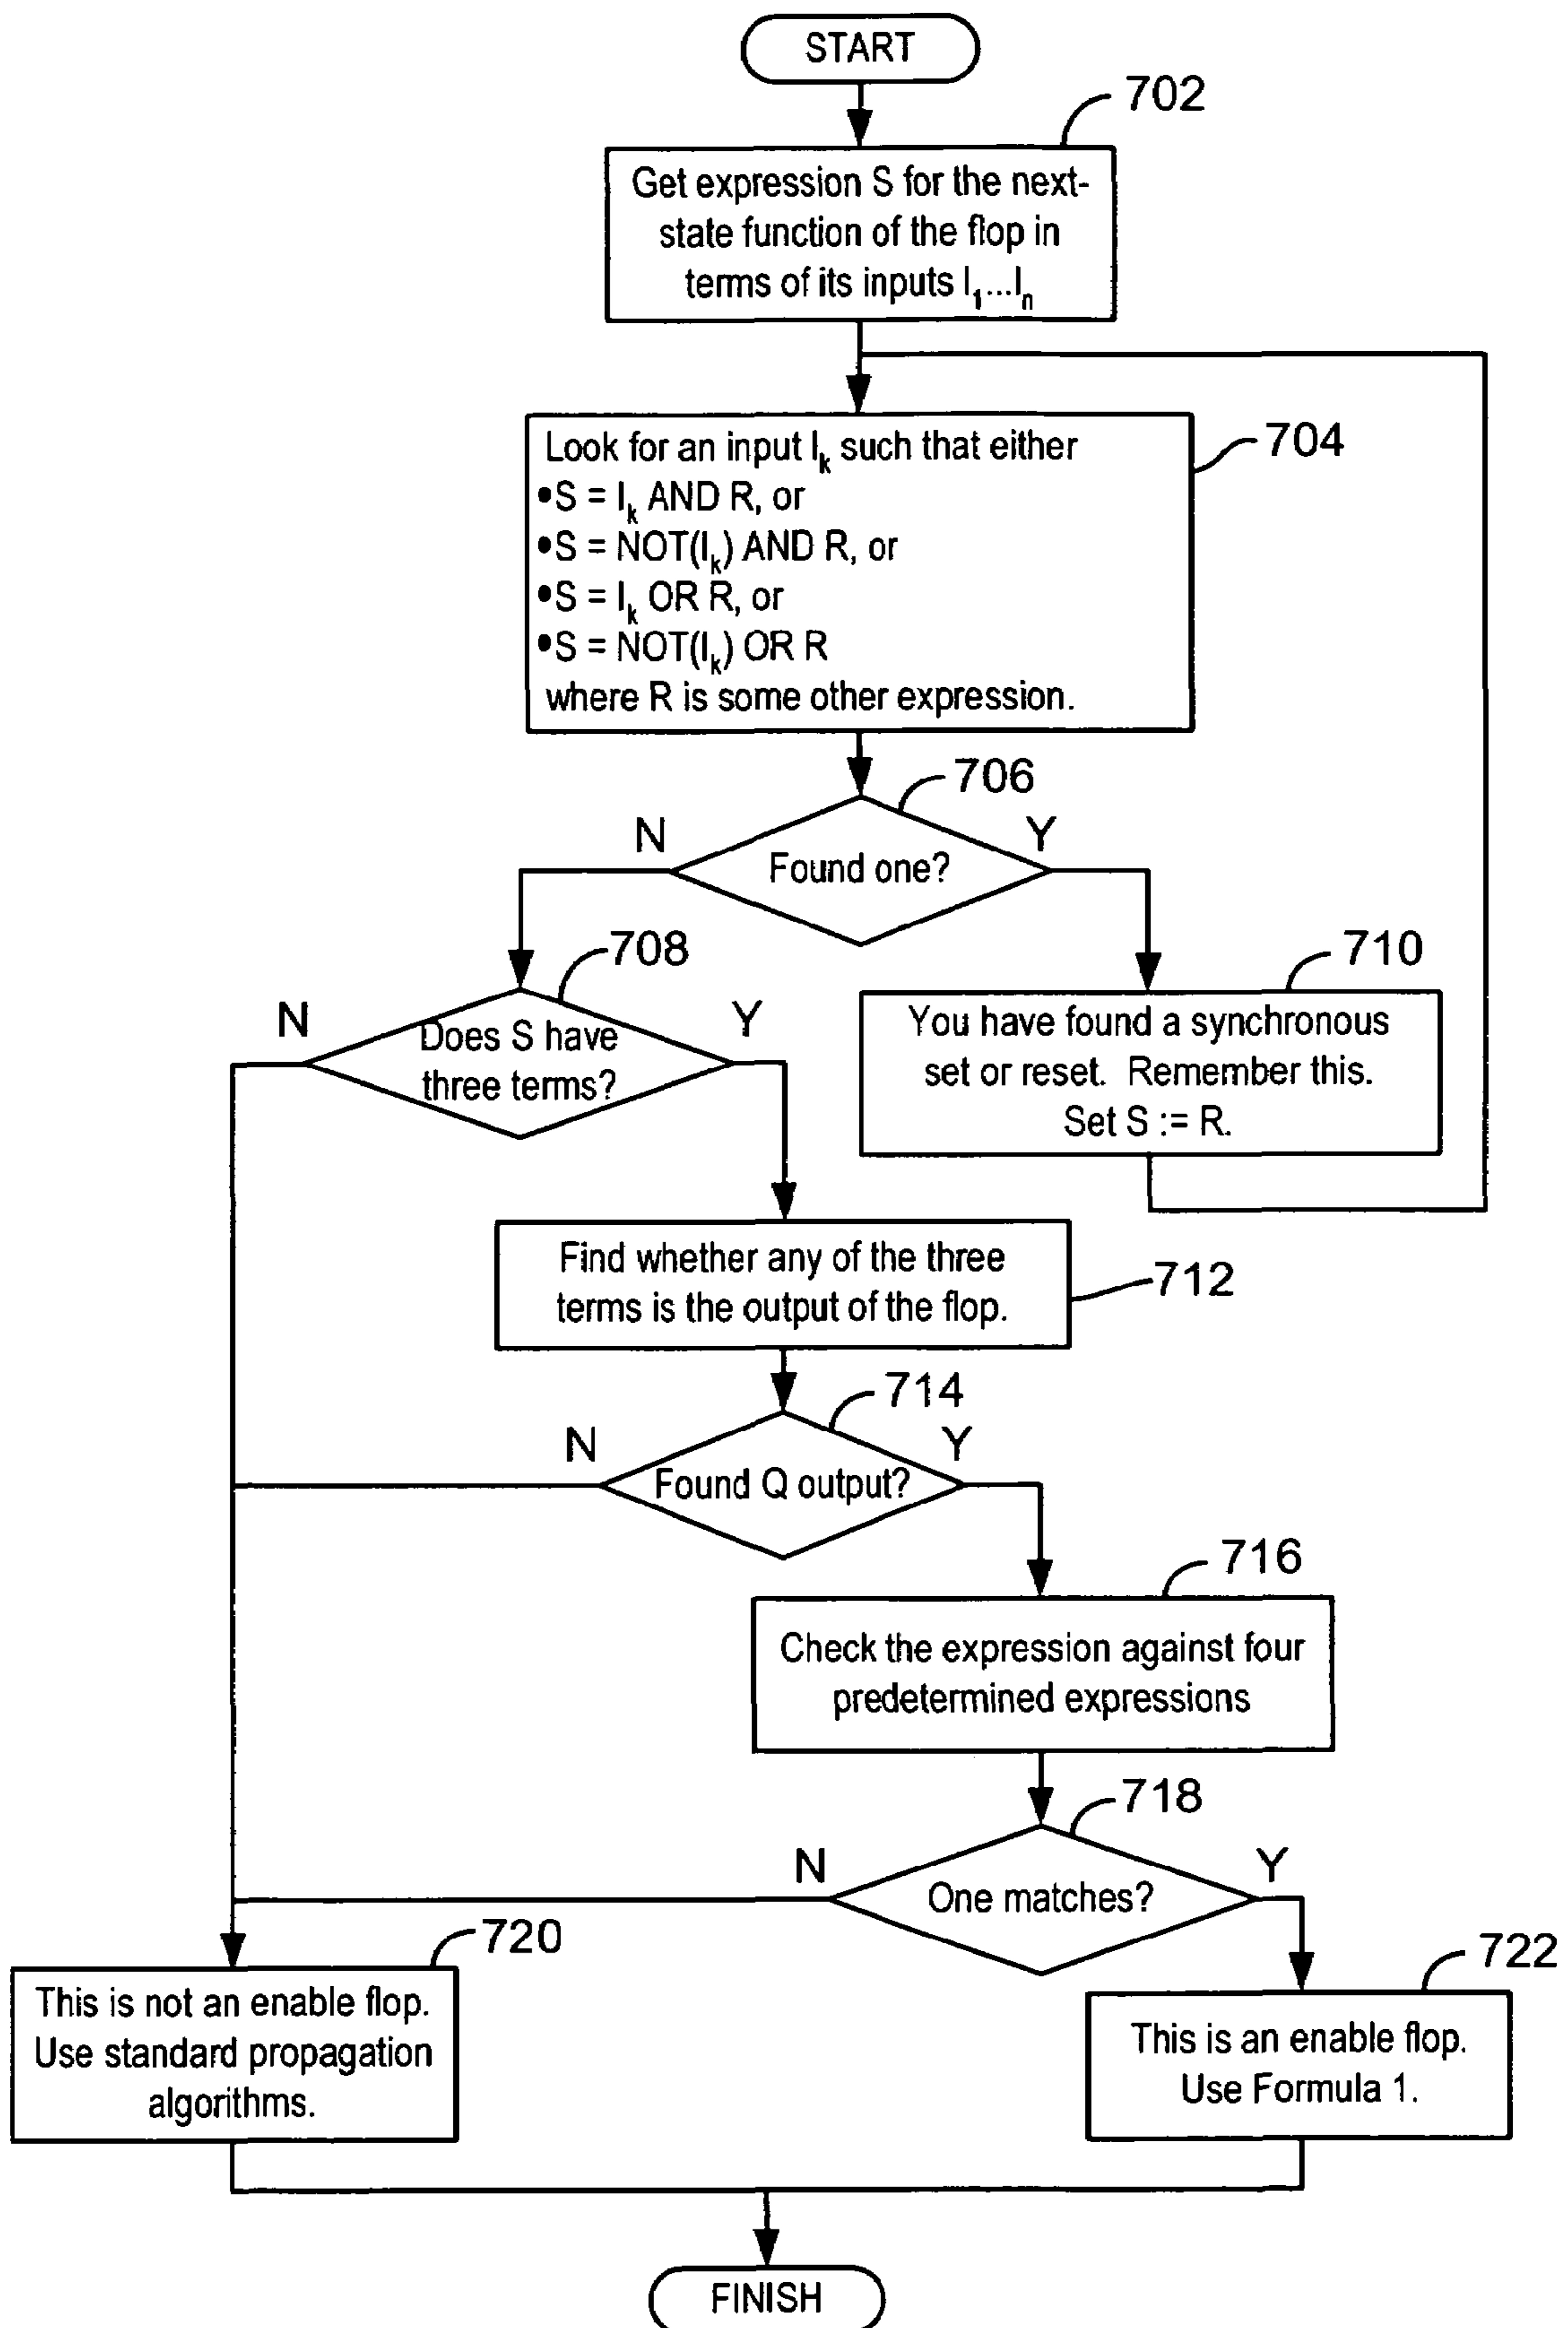 START
702
Get expression S for the next-
state function of the flop in
terms of its inputs I₁...Iₙ
704
Look for an input Iₖ such that either
•S = Iₖ AND R, or
•S = NOT(Iₖ) AND R, or
•S = Iₖ OR R, or
•S = NOT(Iₖ) OR R
where R is some other expression.
706
N
Y
Found one?
708
N
Y
Does S have
three terms?
710
You have found a synchronous
set or reset. Remember this.
Set S := R.
Find whether any of the three
terms is the output of the flop.
712
714
N
Y
Found Q output?
716
Check the expression against four
predetermined expressions
718
N
Y
One matches?
720
This is not an enable flop.
Use standard propagation
algorithms.
722
This is an enable flop.
Use Formula 1.
FINISH